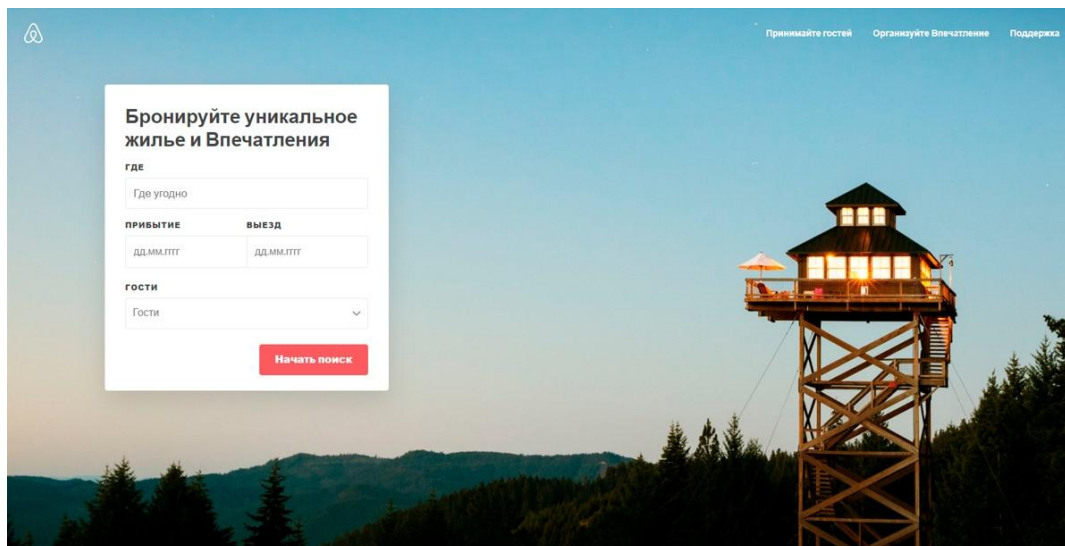 Принимайте гостей Организуйте Впечатление Поддержка
Бронируйте уникальное
жилье и Впечатления
ГДЕ
Где угодно
ПРИБЫТИЕ ВЫЕЗД
дд.мм.гггг дд.мм.гггг
ГОСТИ
Гости
Начать поиск